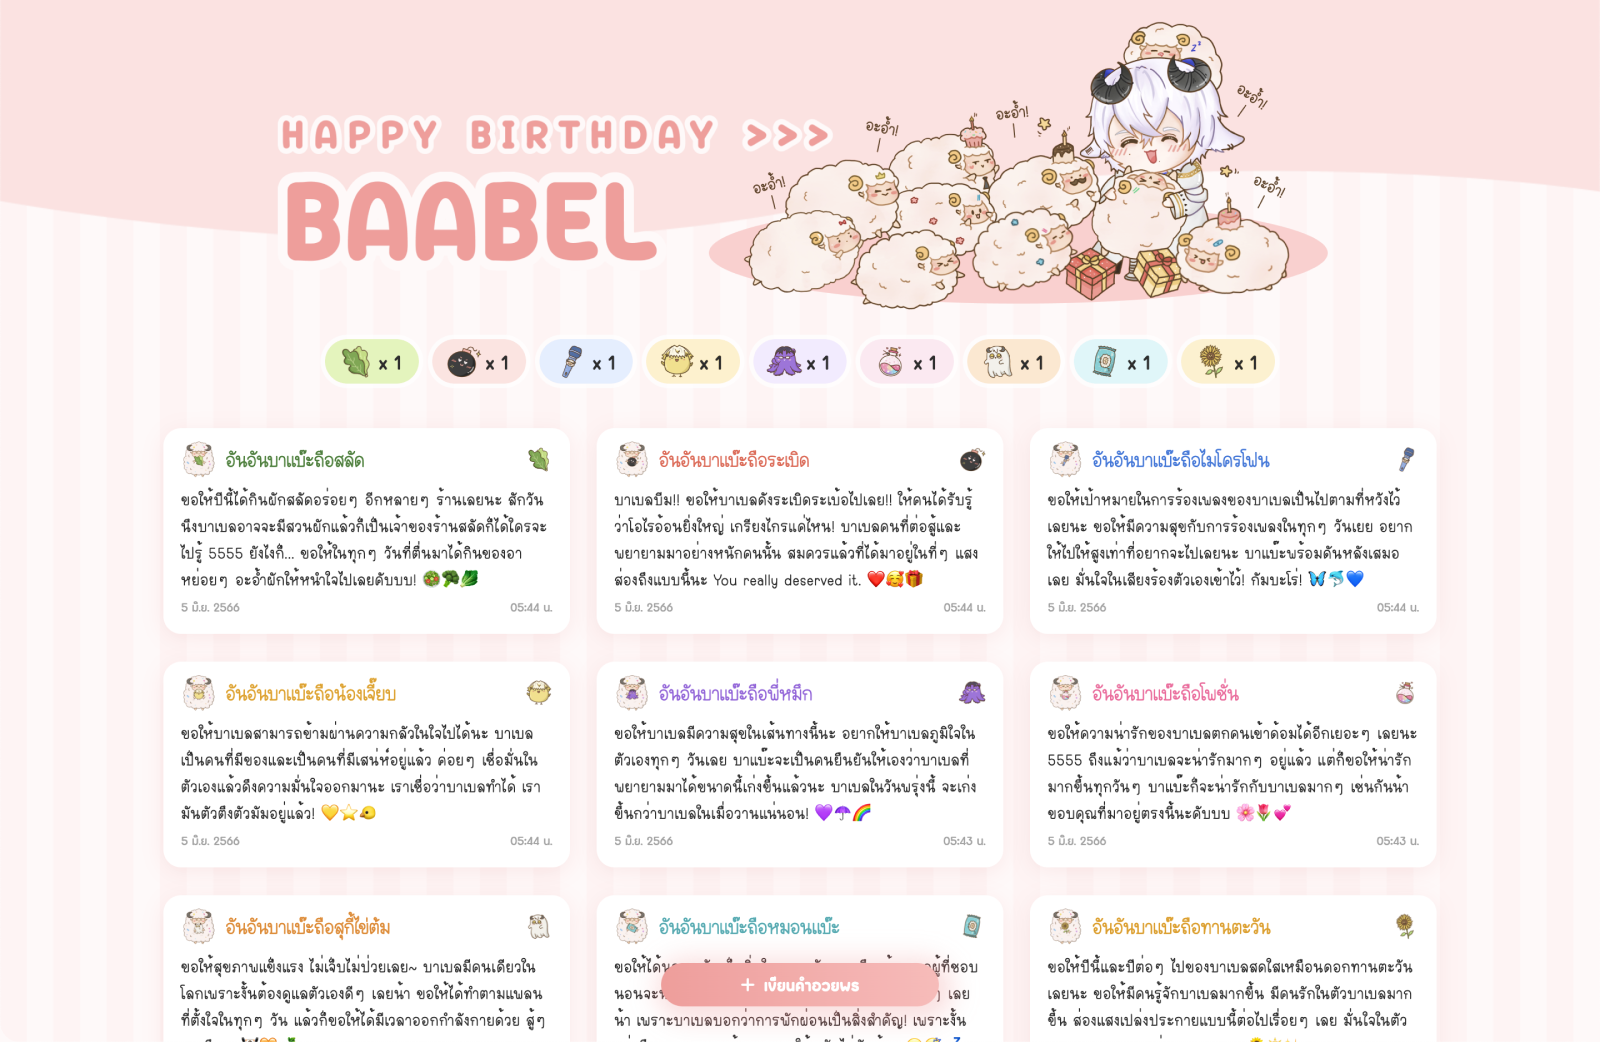 HAPPY BIRTHDAY >>>
BAABEL
อะอ้ำ!
อะอ้ำ!
อะอ้ำ!
อะอ้ำ!
อะอ้ำ!
x 1
x 1
x 1
x 1
x 1
x 1
x 1
x 1
x 1
อันอันบาแบ๊ะถือสลัด
ขอให้ปีนี้ได้กินผักสลัดอร่อยๆ อีกหลายๆ ร้านเลยนะ สักวัน
นึงบาเบลอาจจะมีสวนผักแล้วก็เป็นเจ้าของร้านสลัดก็ได้ใครจะ
ไปรู้ 5555 ยังไงก็... ขอให้ในทุกๆ วันที่ตื่นมาได้กินของอา
หย่อยๆ อะอ้ำผักให้หนำใจไปเลยดับบบ! 🥗🥦🥬
5 มิ.ย. 2566
05:44 น.
อันอันบาแบ๊ะถือระเบิด
บาเบลบึม!! ขอให้บาเบลดังระเบิดระเบ้อไปเลย!! ให้คนได้รับรู้
ว่าโอไรอ้อนยิ่งใหญ่ เกรียงไกรแค่ไหน! บาเบลคนที่ต่อสู้และ
พยายามมาอย่างหนักคนนั้น สมควรแล้วที่ได้มาอยู่ในที่ๆ แสง
ส่องถึงแบบนี้นะ You really deserved it. ❤️🥰🎁
5 มิ.ย. 2566
05:44 น.
อันอันบาแบ๊ะถือไมโครโฟน
ขอให้เป้าหมายในการร้องเพลงของบาเบลเป็นไปตามที่หวังไว้
เลยนะ ขอให้มีความสุขกับการร้องเพลงในทุกๆ วันเยย อยาก
ให้ไปให้สูงเท่าที่อยากจะไปเลยนะ บาแบ๊ะพร้อมดันหลังเสมอ
เลย มั่นใจในเสียงร้องตัวเองเข้าไว้! กัมบะโร่! 🦋🐬💙
5 มิ.ย. 2566
05:44 น.
อันอันบาแบ๊ะถือน้องเจี๊ยบ
ขอให้บาเบลสามารถข้ามผ่านความกลัวในใจไปได้นะ บาเบล
เป็นคนที่มีของและเป็นคนที่มีเสน่ห์อยู่แล้ว ค่อยๆ เชื่อมั่นใน
ตัวเองแล้วดึงความมั่นใจออกมานะ เราเชื่อว่าบาเบลทำได้ เรา
มันตัวตึงตัวมัมอยู่แล้ว! 💛⭐🐤
5 มิ.ย. 2566
05:44 น.
อันอันบาแบ๊ะถือพี่หมึก
ขอให้บาเบลมีความสุขในเส้นทางนี้นะ อยากให้บาเบลภูมิใจใน
ตัวเองทุกๆ วันเลย บาแบ๊ะจะเป็นคนยืนยันให้เองว่าบาเบลที่
พยายามมาได้ขนาดนี้เก่งขึ้นแล้วนะ บาเบลในวันพรุ่งนี้ จะเก่ง
ขึ้นกว่าบาเบลในเมื่อวานแน่นอน! 💜☂️🌈
5 มิ.ย. 2566
05:43 น.
อันอันบาแบ๊ะถือโพชั่น
ขอให้ความน่ารักของบาเบลตกคนเข้าด้อมได้อีกเยอะๆ เลยนะ
5555 ถึงแม้ว่าบาเบลจะน่ารักมากๆ อยู่แล้ว แต่ก็ขอให้น่ารัก
มากขึ้นทุกวันๆ บาแบ๊ะก็จะน่ารักกับบาเบลมากๆ เช่นกันน้า
ขอบคุณที่มาอยู่ตรงนี้นะดับบบ 🌸🌷💕
5 มิ.ย. 2566
05:43 น.
อันอันบาแบ๊ะถือสุกี้ไข่ต้ม
ขอให้สุขภาพแข็งแรง ไม่เจ็บไม่ป่วยเลย~ บาเบลมีคนเดียวใน
โลกเพราะงั้นต้องดูแลตัวเองดีๆ เลยน้า ขอให้ได้ทำตามแพลน
ที่ตั้งใจในทุกๆ วัน แล้วก็ขอให้ได้มีเวลาออกกำลังกายด้วย สู้ๆ
อันอันบาแบ๊ะถือหมอนแบ๊ะ
ขอให้ได้น ผู้ที่ชอบ
นอนจะ เลย
น้า เพราะบาเบลบอกว่าการพักผ่อนเป็นสิ่งสำคัญ! เพราะงั้น
อันอันบาแบ๊ะถือทานตะวัน
ขอให้ปีนี้และปีต่อๆ ไปของบาเบลสดใสเหมือนดอกทานตะวัน
เลยนะ ขอให้มีคนรู้จักบาเบลมากขึ้น มีคนรักในตัวบาเบลมาก
ขึ้น ส่องแสงเปล่งประกายแบบนี้ต่อไปเรื่อยๆ เลย มั่นใจในตัว
+ เขียนคำอวยพร